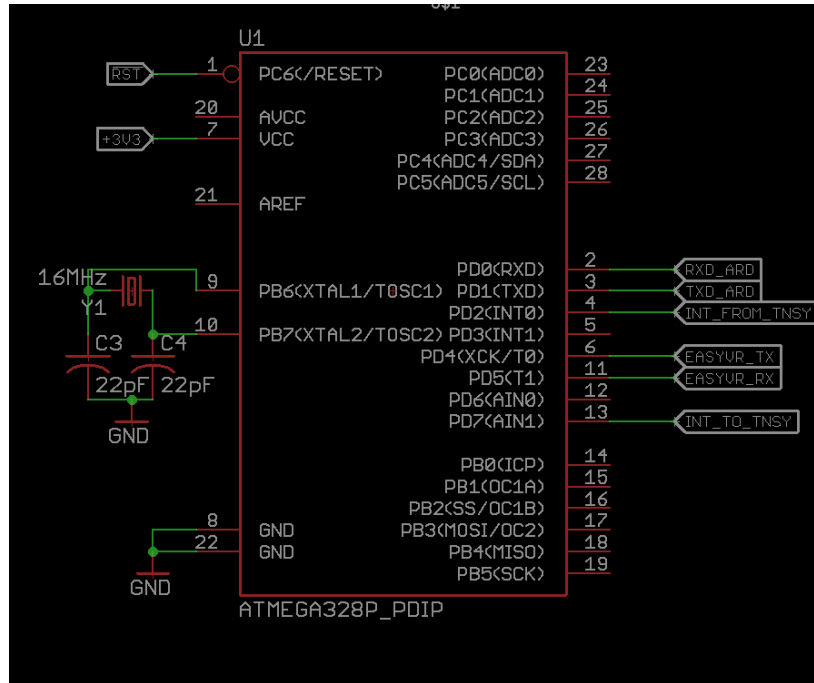 U$1
U1
RST 1 PC6(/RESET) PC0(ADC0) 23
PC1(ADC1) 24
20 AVCC PC2(ADC2) 25
+3V3 7 VCC PC3(ADC3) 26
PC4(ADC4/SDA) 27
PC5(ADC5/SCL) 28
21 AREF
16MHz
Y1
9 PB6(XTAL1/TOSC1) PD0(RXD) 2 RXD_ARD
PD1(TXD) 3 TXD_ARD
PD2(INT0) 4 INT_FROM_TNSY
10 PB7(XTAL2/TOSC2) PD3(INT1) 5
C3 C4
22pF 22pF
GND
PD4(XCK/T0) 6 EASYVR_TX
PD5(T1) 11 EASYVR_RX
PD6(AIN0) 12
PD7(AIN1) 13 INT_TO_TNSY
PB0(ICP) 14
PB1(OC1A) 15
PB2(SS/OC1B) 16
8 GND PB3(MOSI/OC2) 17
22 GND PB4(MISO) 18
PB5(SCK) 19
GND
ATMEGA328P_PDIP